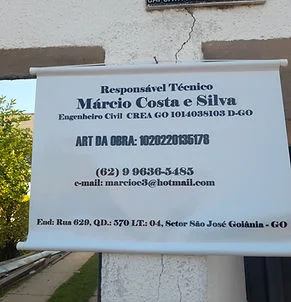 Responsável Técnico
Márcio Costa e Silva
Engenheiro Civil CREA GO 1014038103 D-GO
ART DA OBRA: 1020220135178
(62) 9 9636-5485
e-mail: marcioc3@hotmail.com
End: Rua 629, QD.: 570 LT.: 04, Setor São José Goiânia - GO